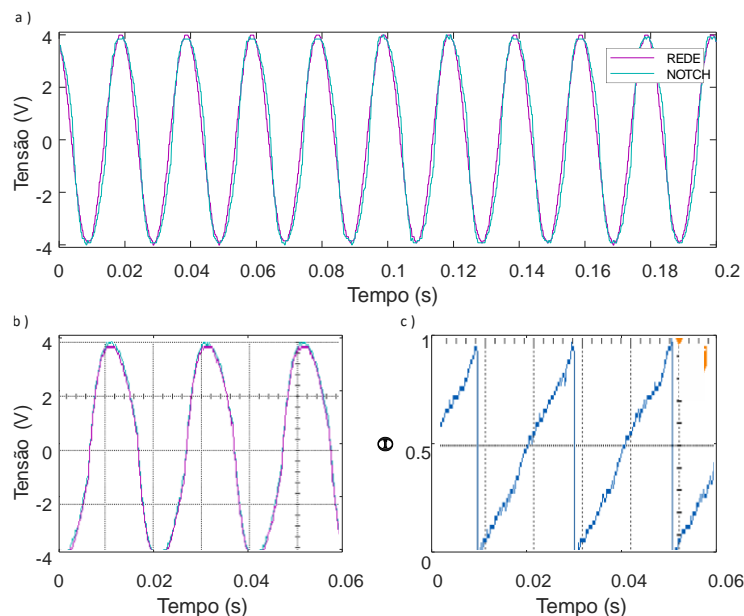 a )
Tensão (V)
4
2
0
-2
-4
REDE
NOTCH
0 0.02 0.04 0.06 0.08 0.1 0.12 0.14 0.16 0.18 0.2
Tempo (s)
b )
Tensão (V)
4
2
0
-2
-4
0 0.02 0.04 0.06
Tempo (s)
c )
Θ
1
0.5
0
0 0.02 0.04 0.06
Tempo (s)